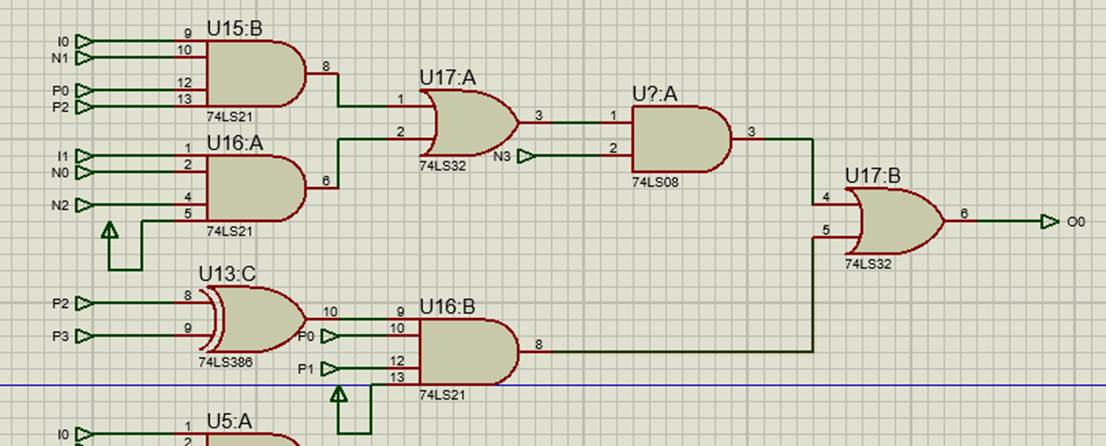 U15:B
I0 9
N1 10
8
P0 12
P2 13
74LS21
U16:A
I1 1
N0 2
6
N2 4
5
74LS21
U17:A
1
3
2
74LS32
U?:A
1
3
N3 2
74LS08
U17:B
4
6 O0
5
74LS32
U13:C
P2 8
10
P3 9
74LS386
U16:B
9
P0 10
8
P1 12
13
74LS21
U5:A
I0 1
2